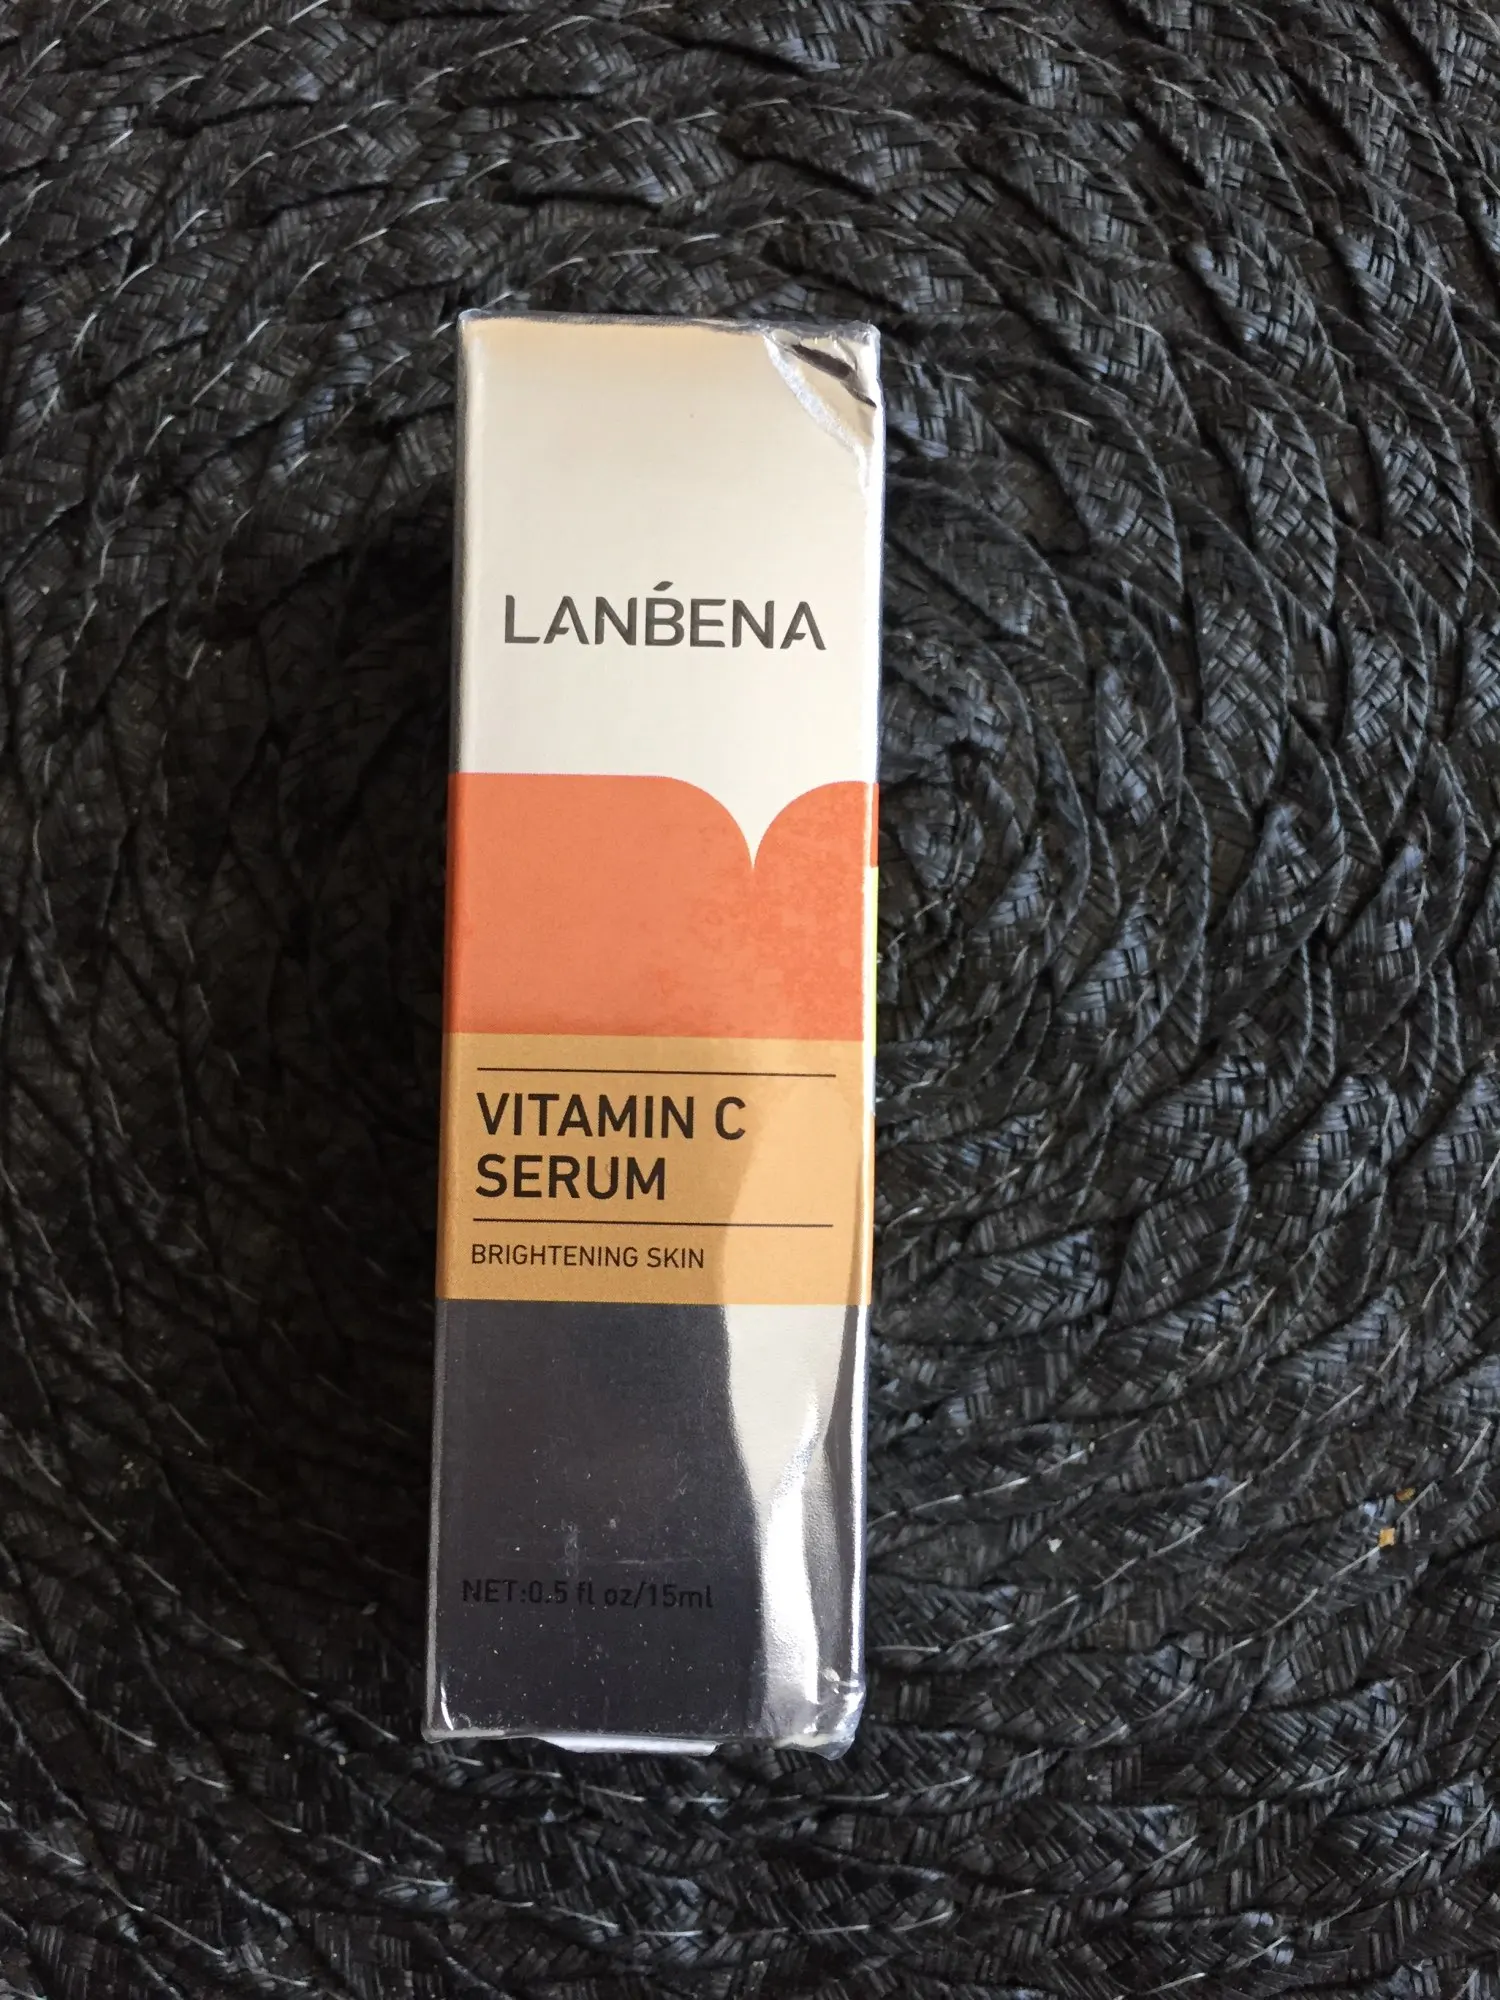 LANBENA
VITAMIN C
SERUM
BRIGHTENING SKIN
NET:0.5 fl oz/15ml